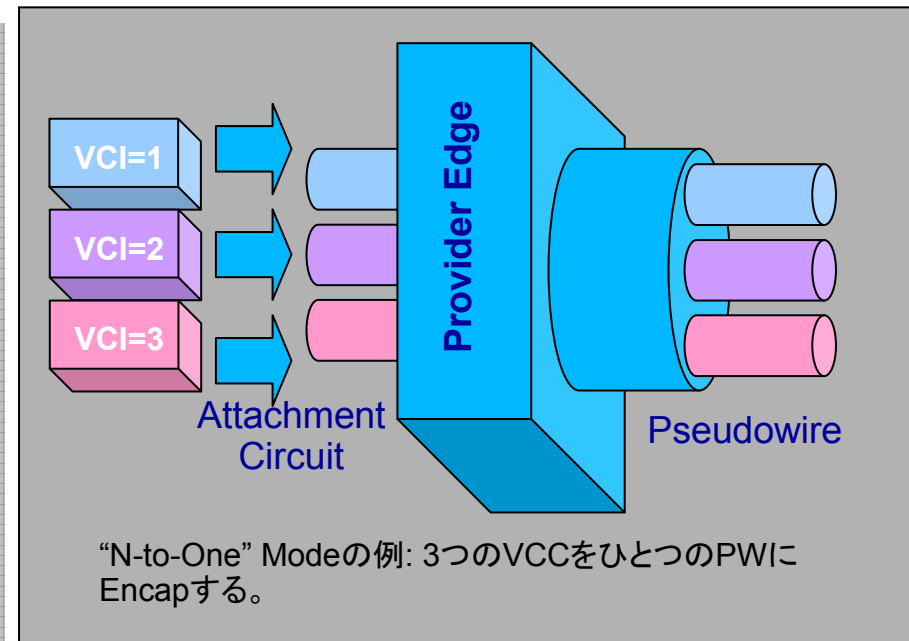 VCI=1
VCI=2
VCI=3
Attachment
Circuit
Provider Edge
Pseudowire
“N-to-One” Modeの例: 3つのVCCをひとつのPWに
Encapする。